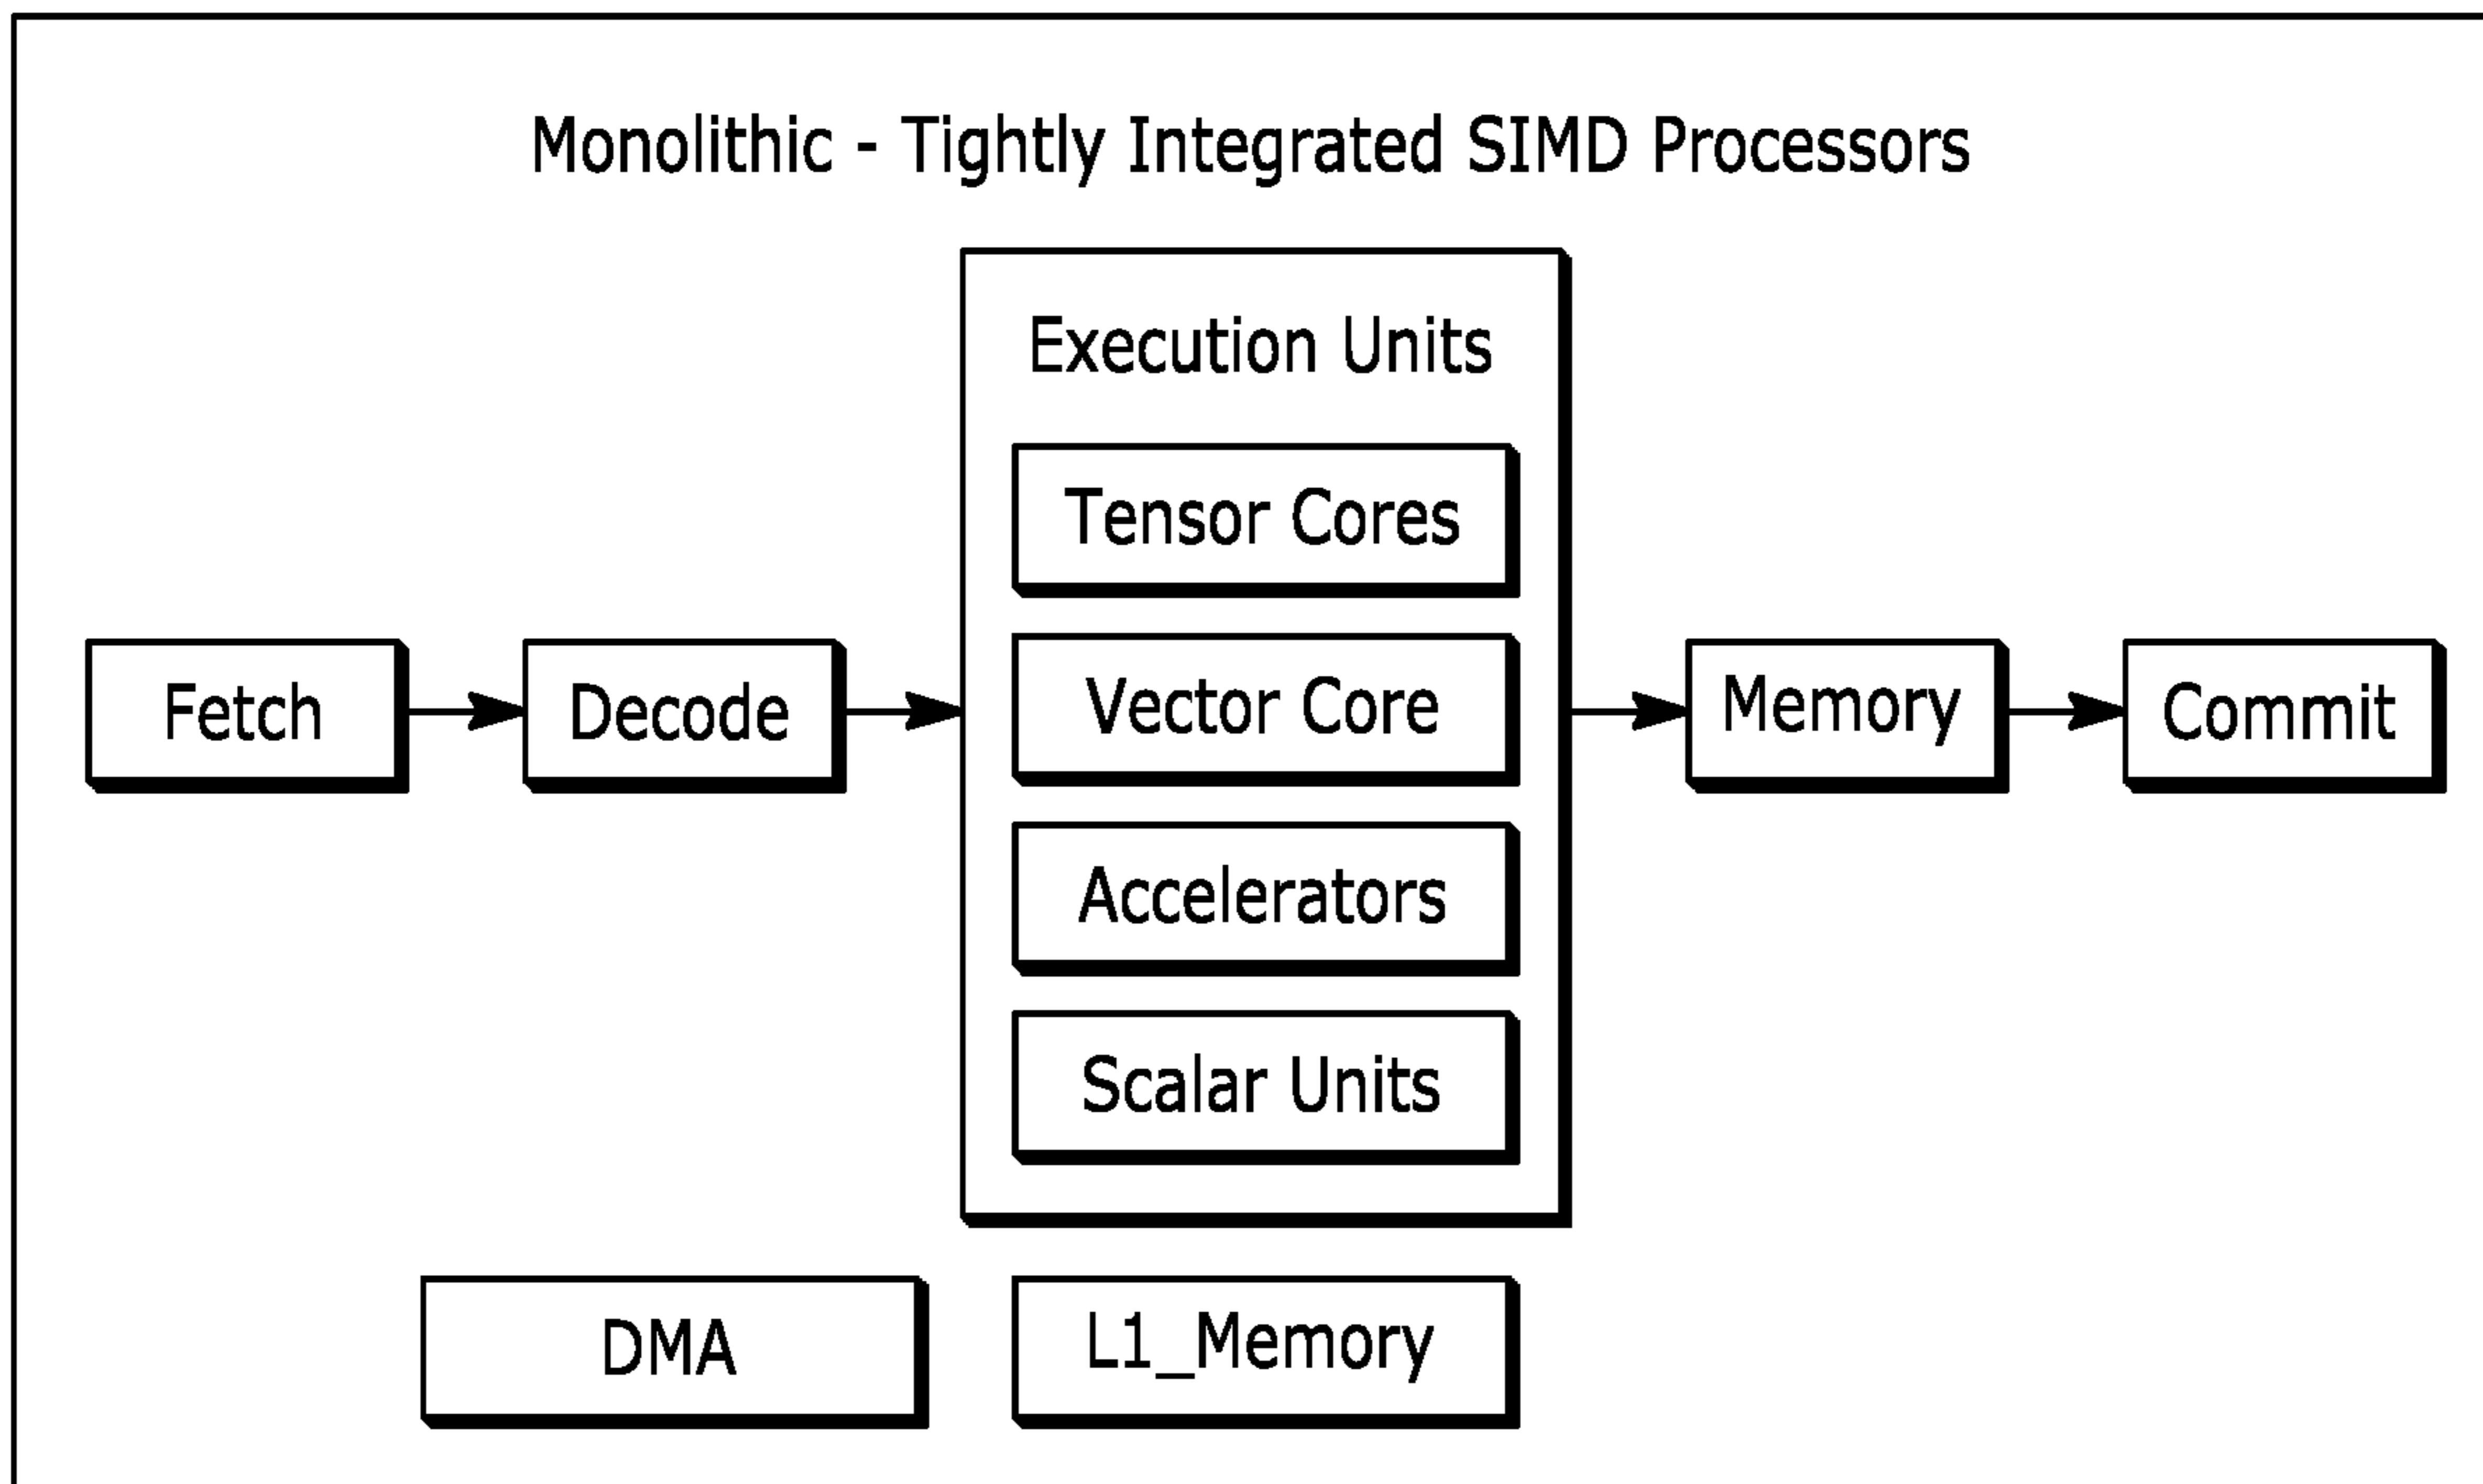 Monolithic - Tightly Integrated SIMD Processors
Execution Units
Tensor Cores
Vector Core
Accelerators
Scalar Units
Fetch
Decode
Memory
Commit
DMA
L1_Memory